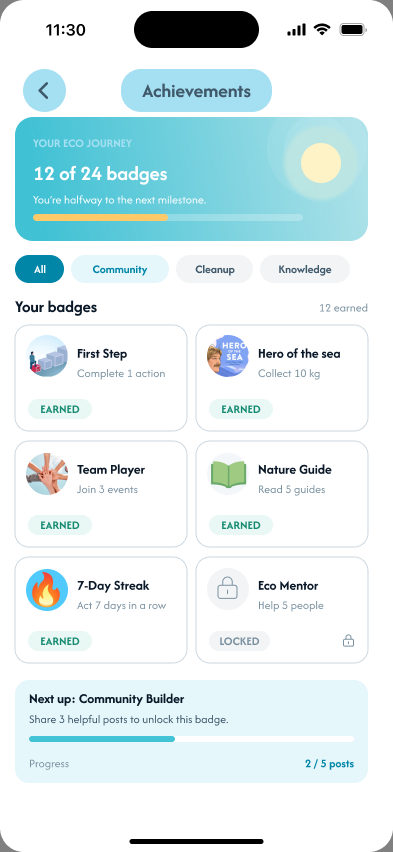 11:30
Achievements
YOUR ECO JOURNEY
12 of 24 badges
You're halfway to the next milestone.
All
Community
Cleanup
Knowledge
Your badges
12 earned
First Step
Complete 1 action
EARNED
HERO
OF THE
SEA
Hero of the sea
Collect 10 kg
EARNED
Team Player
Join 3 events
EARNED
Nature Guide
Read 5 guides
EARNED
7-Day Streak
Act 7 days in a row
EARNED
Eco Mentor
Help 5 people
LOCKED
Next up: Community Builder
Share 3 helpful posts to unlock this badge.
Progress
2 / 5 posts